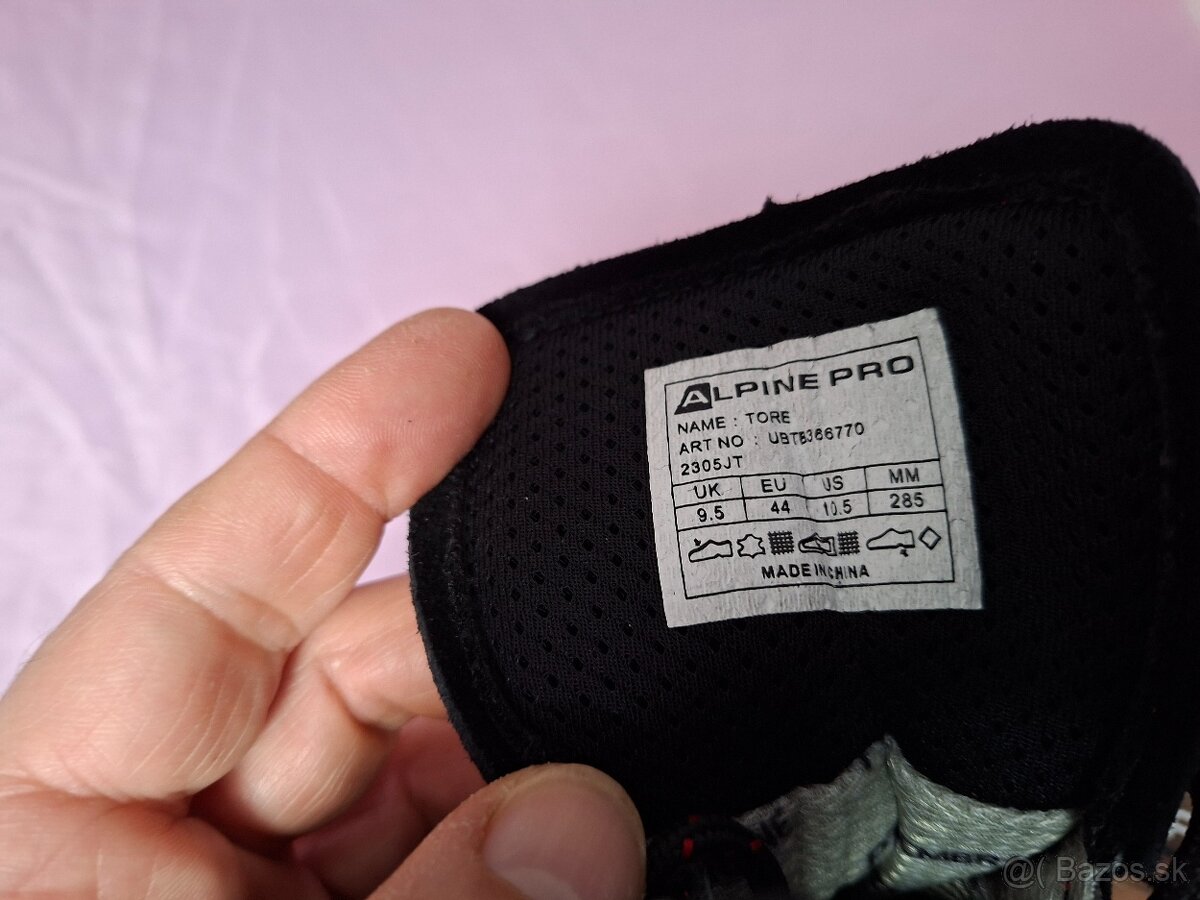 ALPINE PRO
NAME : TORE
ART NO : UBTB366770
2305JT
UK EU US MM
9.5 44 10.5 285
MADE IN CHINA
@( Bazos.sk